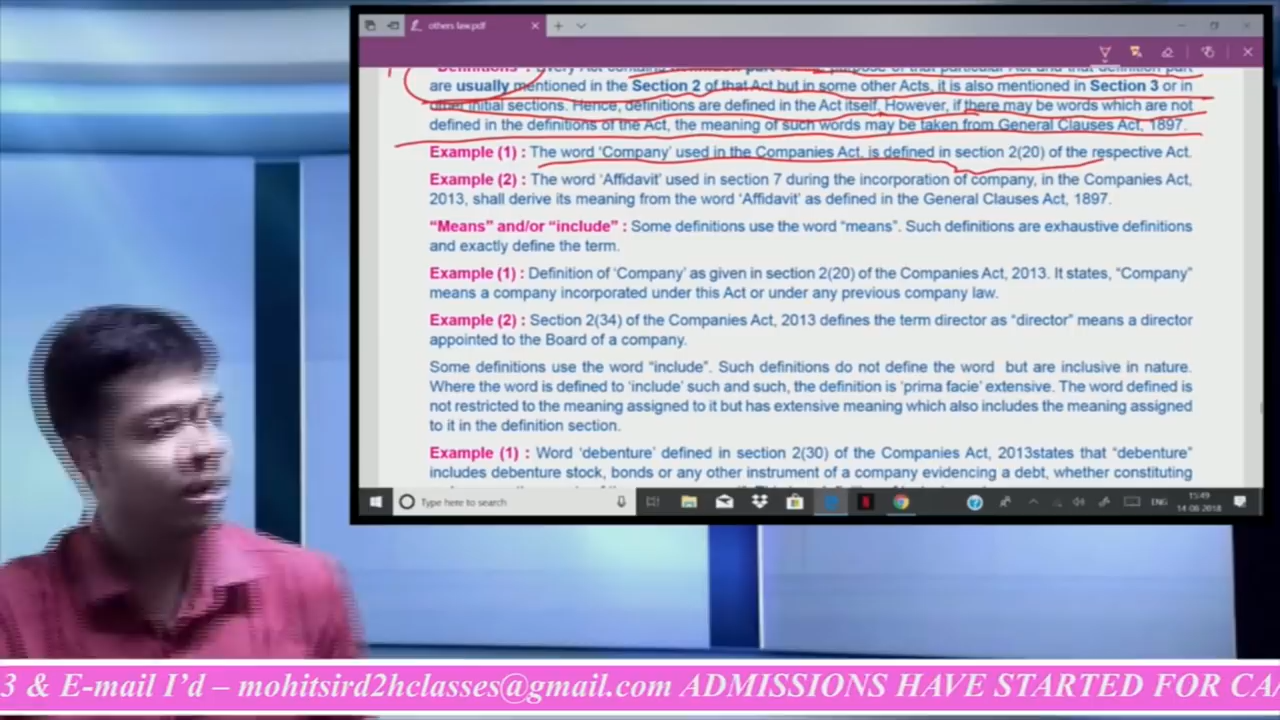 others law.pdf
"Definitions":
are usually mentioned in the Section 2 of that Act but in some other Acts, it is also mentioned in Section 3 or in
other initial sections. Hence, definitions are defined in the Act itself. However, if there may be words which are not
defined in the definitions of the Act, the meaning of such words may be taken from General Clauses Act, 1897.
Example (1) : The word 'Company' used in the Companies Act, is defined in section 2(20) of the respective Act.
Example (2) : The word 'Affidavit' used in section 7 during the incorporation of company, in the Companies Act,
2013, shall derive its meaning from the word 'Affidavit' as defined in the General Clauses Act, 1897.
"Means" and/or "include" : Some definitions use the word "means". Such definitions are exhaustive definitions
and exactly define the term.
Example (1) : Definition of 'Company' as given in section 2(20) of the Companies Act, 2013. It states, "Company"
means a company incorporated under this Act or under any previous company law.
Example (2) : Section 2(34) of the Companies Act, 2013 defines the term director as "director" means a director
appointed to the Board of a company.
Some definitions use the word "include". Such definitions do not define the word but are inclusive in nature.
Where the word is defined to 'include' such and such, the definition is 'prima facie' extensive. The word defined is
not restricted to the meaning assigned to it but has extensive meaning which also includes the meaning assigned
to it in the definition section.
Example (1) : Word 'debenture' defined in section 2(30) of the Companies Act, 2013states that "debenture"
includes debenture stock, bonds or any other instrument of a company evidencing a debt, whether constituting
Type here to search
ENG
15:49
14-08-2018
3 & E-mail I'd – mohitsird2hclasses@gmail.com ADMISSIONS HAVE STARTED FOR CA